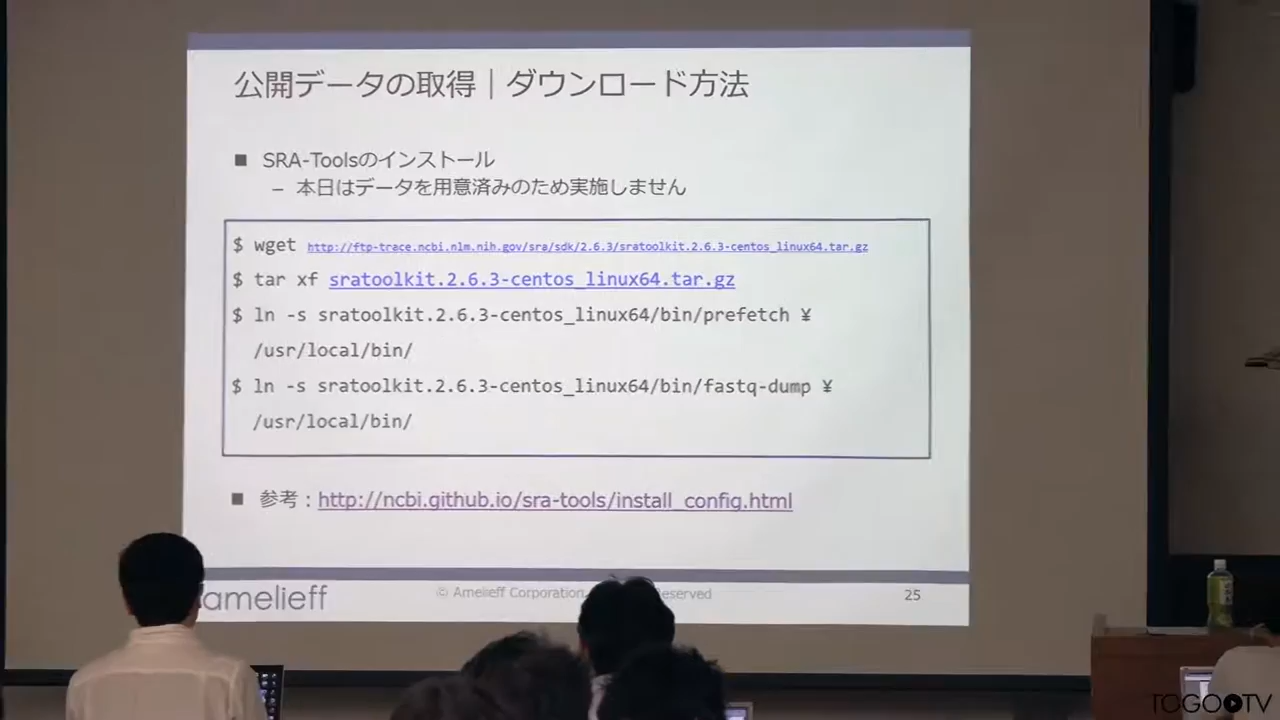 公開データの取得｜ダウンロード方法
■ SRA-Toolsのインストール
– 本日はデータを用意済みのため実施しません
$ wget http://ftp-trace.ncbi.nlm.nih.gov/sra/sdk/2.6.3/sratoolkit.2.6.3-centos_linux64.tar.gz
$ tar xf sratoolkit.2.6.3-centos_linux64.tar.gz
$ ln -s sratoolkit.2.6.3-centos_linux64/bin/prefetch ¥
/usr/local/bin/
$ ln -s sratoolkit.2.6.3-centos_linux64/bin/fastq-dump ¥
/usr/local/bin/
■ 参考：http://ncbi.github.io/sra-tools/install_config.html
amelieff
© Amelieff Corporation
25
TOGOTV